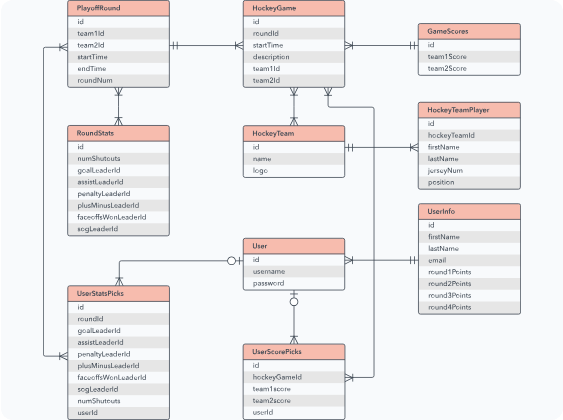 PlayoffRound
id
team1Id
team2Id
startTime
endTime
roundNum
HockeyGame
id
roundId
startTime
description
team1Id
team2Id
GameScores
id
team1Score
team2Score
RoundStats
id
numShutouts
goalLeaderId
assistLeaderId
penaltyLeaderId
plusMinusLeaderId
faceoffsWonLeaderId
sogLeaderId
HockeyTeam
id
name
logo
HockeyTeamPlayer
id
hockeyTeamId
firstName
lastName
jerseyNum
position
UserInfo
id
firstName
lastName
email
round1Points
round2Points
round3Points
round4Points
User
id
username
password
UserStatsPicks
id
roundId
goalLeaderId
assistLeaderId
penaltyLeaderId
plusMinusLeaderId
faceoffsWonLeaderId
sogLeaderId
numShutouts
userId
UserScorePicks
id
hockeyGameId
team1score
team2score
userId